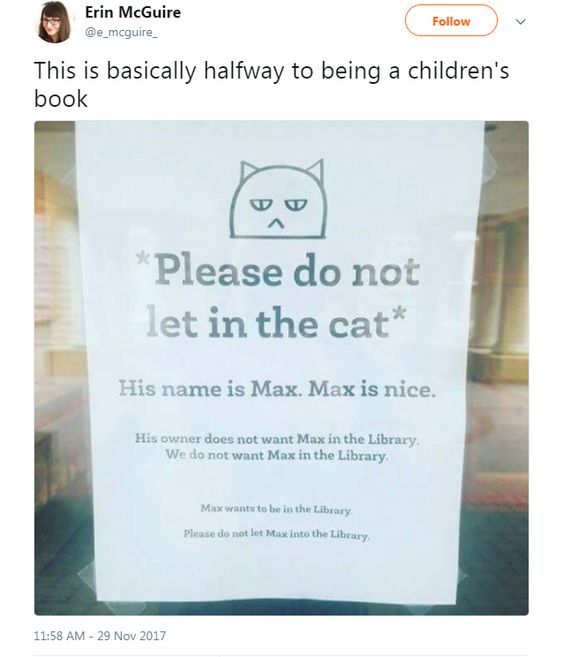 Erin McGuire
@e_mcguire_
Follow
This is basically halfway to being a children's
book
*Please do not
let in the cat*
His name is Max. Max is nice.
His owner does not want Max in the Library.
We do not want Max in the Library.
Max wants to be in the Library.
Please do not let Max into the Library.
11:58 AM - 29 Nov 2017